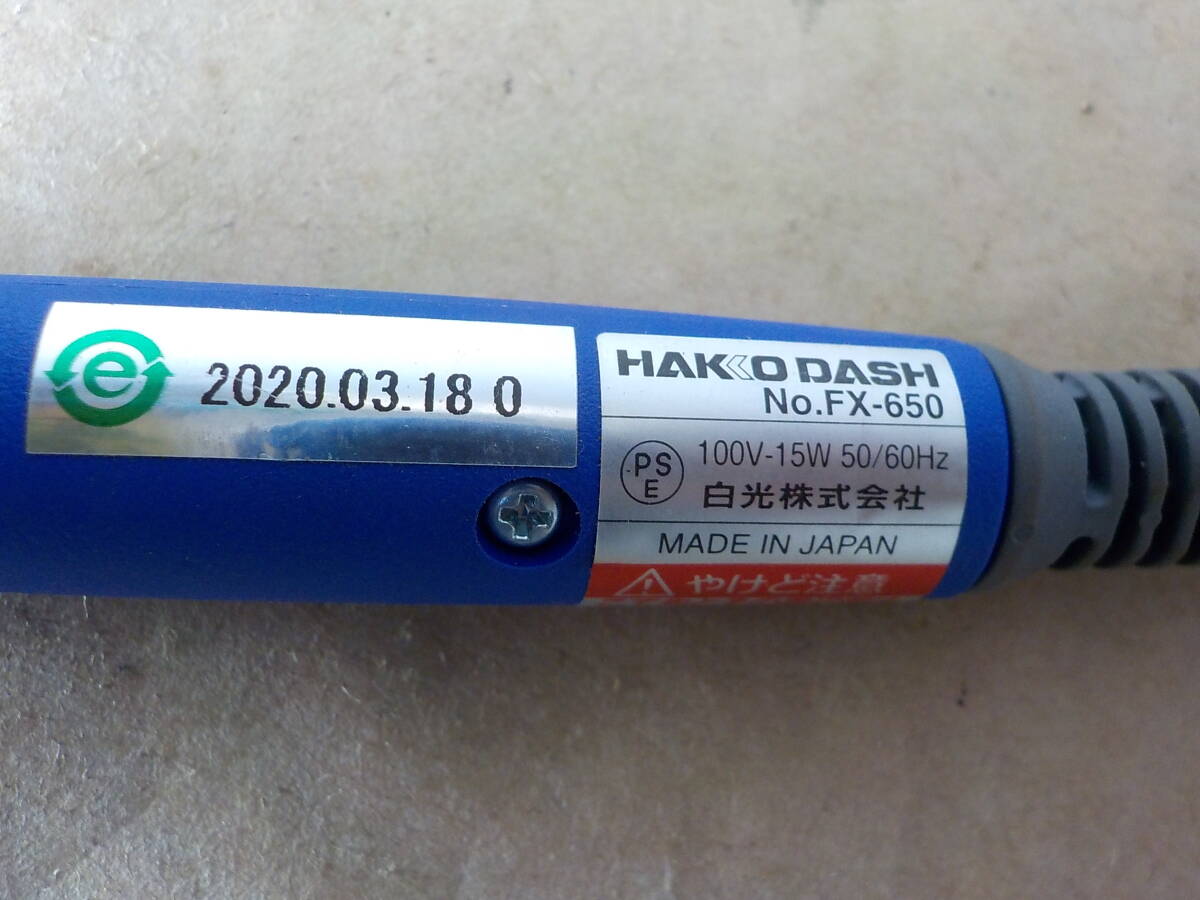 e
2020.03.18 0
HAKKO DASH
No.FX-650
PS
E
100V-15W 50/60Hz
白光株式会社
MADE IN JAPAN
やけど注意